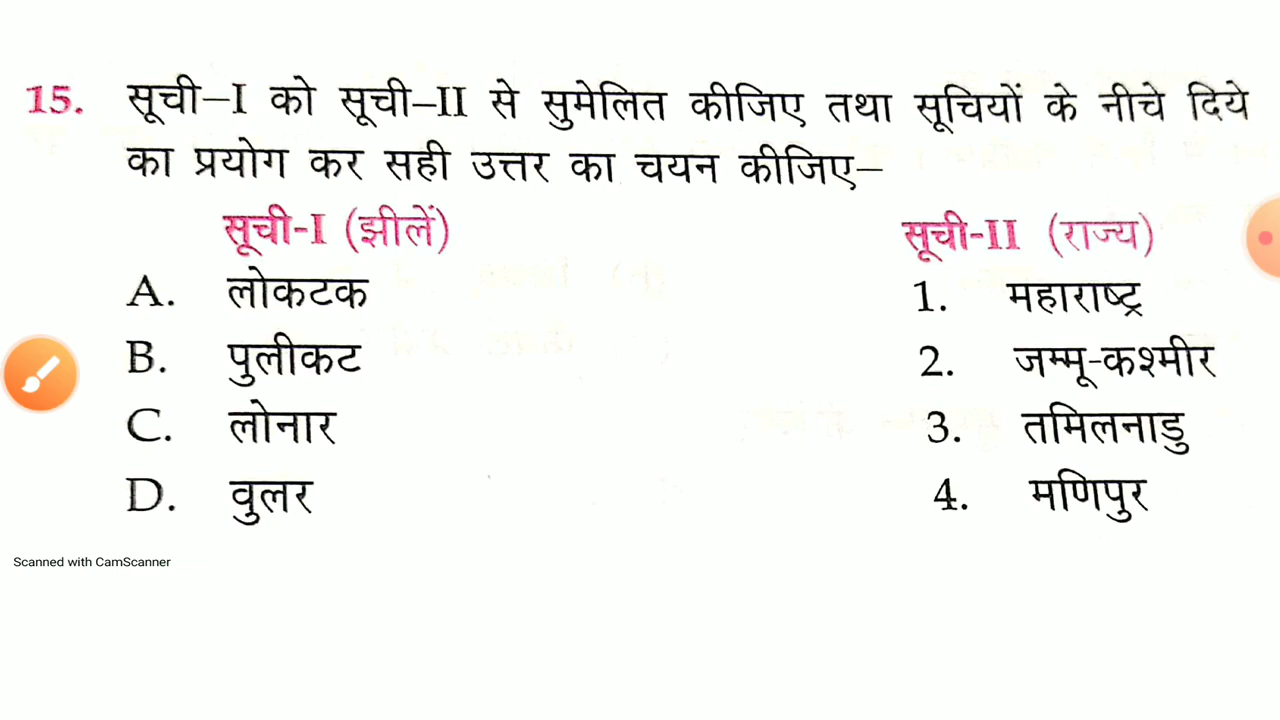 15. सूची–I को सूची–II से सुमेलित कीजिए तथा सूचियों के नीचे दिये
का प्रयोग कर सही उत्तर का चयन कीजिए–
सूची-I (झीलें) सूची-II (राज्य)
A. लोकटक 1. महाराष्ट्र
B. पुलीकट 2. जम्मू-कश्मीर
C. लोनार 3. तमिलनाडु
D. वुलर 4. मणिपुर
Scanned with CamScanner